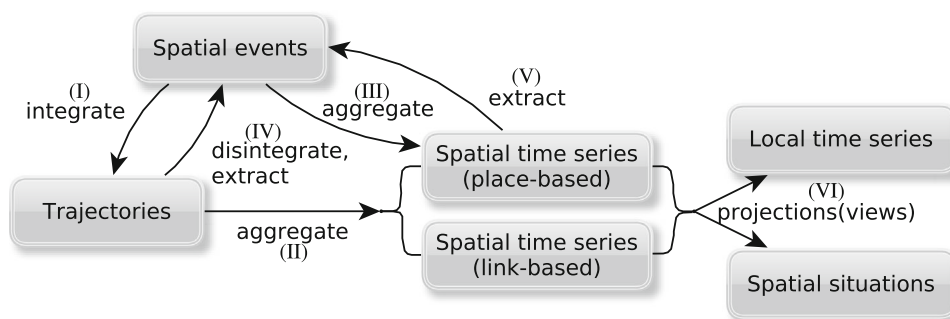 Spatial events
(I)
integrate
(III)
aggregate
(V)
extract
(IV)
disintegrate,
extract
Spatial time series
(place-based)
Local time series
(VI)
projections(views)
Trajectories
aggregate
(II)
Spatial time series
(link-based)
Spatial situations